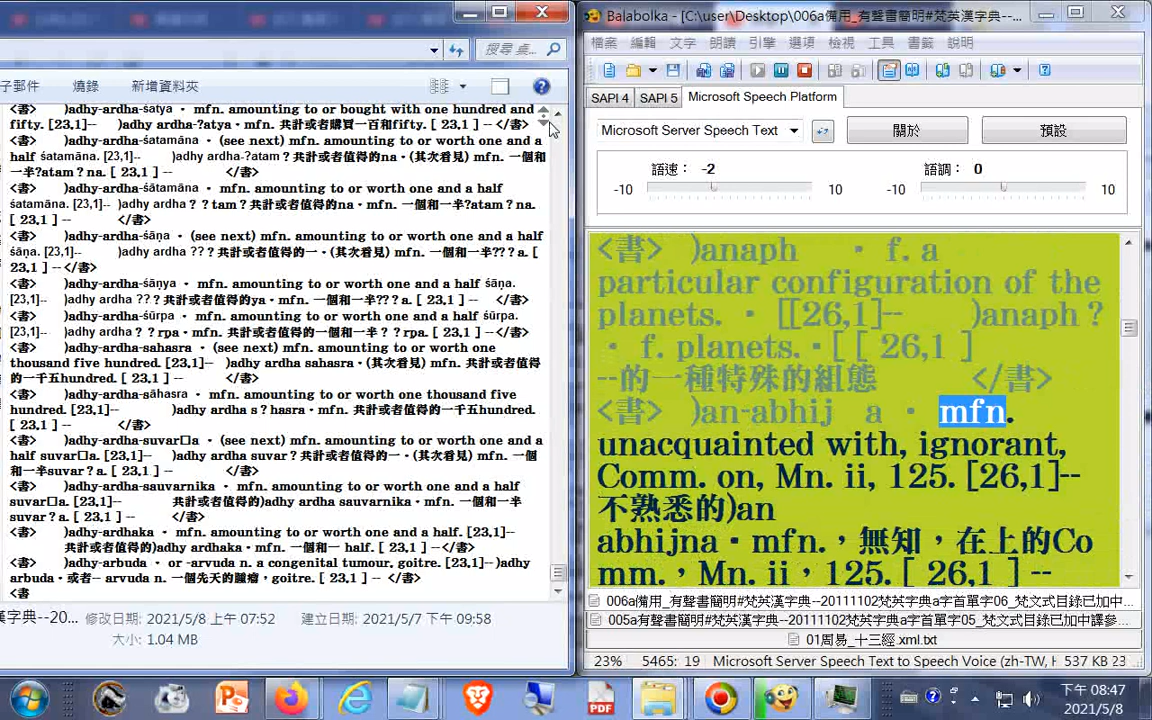 搜尋 桌...
子郵件 燒錄 新增資料夾
<書> )adhy-ardha-śatya・mfn. amounting to or bought with one hundred and
fifty. [23,1]-- )adhy ardha-?atya・mfn. 共計或者購買一百和fifty. [ 23,1 ] --</書>
<書> )adhy-ardha-śatamāna・(see next) mfn. amounting to or worth one and a
half śatamāna. [23,1]-- )adhy ardha-?atam？共計或者值得的na・(其次看見) mfn. 一個和
一半?atam？na. [ 23,1 ] -- </書>
<書> )adhy-ardha-śātamāna・mfn. amounting to or worth one and a half
śatamāna. [23,1]-- )adhy ardha？？tam？共計或者值得的na・mfn. 一個和一半?atam？na.
[ 23,1 ] -- </書>
<書> )adhy-ardha-śāṇa・(see next) mfn. amounting to or worth one and a half
śāṇa. [23,1]-- )adhy ardha ??？共計或者值得的一・(其次看見) mfn. 一個和一半???a. [
23,1 ] --</書>
<書> )adhy-ardha-śāṇya・mfn. amounting to or worth one and a half śāṇa.
[23,1]-- )adhy ardha ??？共計或者值得的ya・mfn. 一個和一半???a. [ 23,1 ] -- </書>
<書> )adhy-ardha-śūrpa・mfn. amounting to or worth one and a half śūrpa.
[23,1]--)adhy ardha？？rpa・mfn. 共計或者值得的一個和一半？？rpa. [ 23,1 ] -- </書>
<書> )adhy-ardha-sahasra・(see next) mfn. amounting to or worth one
thousand five hundred. [23,1]-- )adhy ardha sahasra・(其次看見) mfn. 共計或者值得
的一千五hundred. [ 23,1 ] -- </書>
<書> )adhy-ardha-sāhasra・mfn. amounting to or worth one thousand five
hundred. [23,1]-- )adhy ardha s？hasra・mfn. 共計或者值得的一千五hundred.
[ 23,1 ] -- </書>
<書> )adhy-ardha-suvar□a・(see next) mfn. amounting to or worth one and a
half suvar□a. [23,1]-- )adhy ardha suvar？共計或者值得的一・(其次看見) mfn. 一個
和一半suvar？a. [ 23,1 ] -- </書>
<書> )adhy-ardha-sauvarnika・mfn. amounting to or worth one and a half
suvar□a. [23,1]-- 共計或者值得的)adhy ardha sauvarnika・mfn. 一個和一半
suvar？a. [ 23,1 ] -- </書>
<書> )adhy-ardhaka・mfn. amounting to or worth one and a half. [23,1]--
共計或者值得的)adhy ardhaka・mfn. 一個和一 half. [ 23,1 ] -- </書>
<書> )adhy-arbuda・or -arvuda n. a congenital tumour, goitre. [23,1]--)adhy
arbuda・或者-- arvuda n. 一個先天的腫瘤，goitre. [ 23,1 ] -- </書>
<書
漢字典--20... 修改日期: 2021/5/8 上午 07:52 建立日期: 2021/5/7 下午 09:58
大小: 1.04 MB
Balabolka - [C:\user\Desktop\006a備用_有聲書簡明#梵英漢字典--...
檔案 編輯 文字 朗讀 引擎 選項 檢視 工具 書籤 說明
SAPI 4 SAPI 5 Microsoft Speech Platform
Microsoft Server Speech Text 關於 預設
語速: -2 語調: 0
-10 10 -10 10
<書> )anaph ・f. a
particular configuration of the
planets. ・[[26,1]-- )anaph？
・f. planets.・[ [ 26,1 ]
--的一種特殊的組態 </書>
<書> )an-abhij a・mfn.
unacquainted with, ignorant,
Comm. on, Mn. ii, 125. [26,1]--
不熟悉的)an
abhijna・mfn.，無知，在上的Co
mm.，Mn. ii，125. [ 26,1 ] --
006a備用_有聲書簡明#梵英漢字典--20111102梵英漢字典a字首單字06_梵文式目錄已加中...
005a有聲書簡明#梵英漢字典--20111102梵英漢字典a字首單字05_梵文式目錄已加中譯參...
01周易_十三經.xml.txt
23% 5465: 19 Microsoft Server Speech Text to Speech Voice (zh-TW, H 537 KB 23
PDF
下午 08:47
2021/5/8